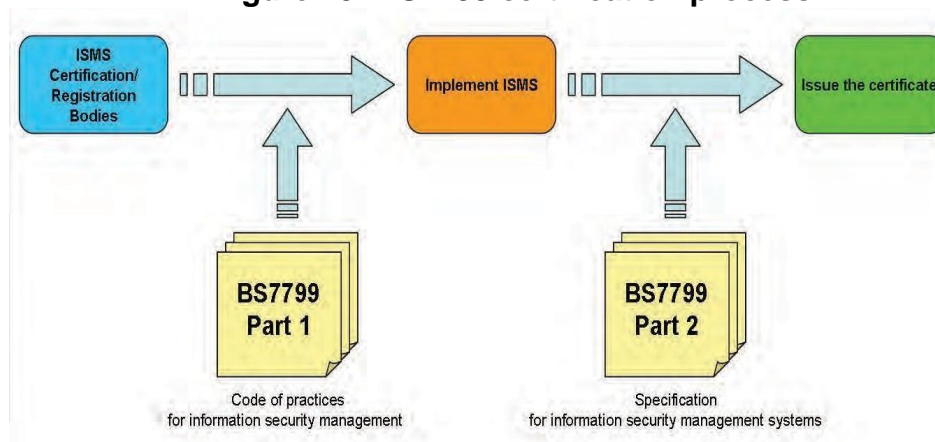 ISMS
Certification/
Registration
Bodies
Implement ISMS
Issue the certificate
BS7799
Part 1
BS7799
Part 2
Code of practices
for information security management
Specification
for information security management systems